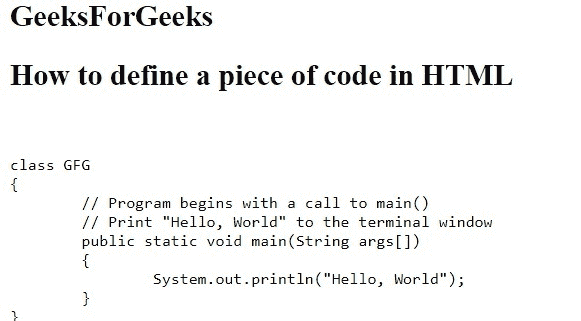 GeeksForGeeks
How to define a piece of code in HTML
class GFG
{
// Program begins with a call to main()
// Print "Hello, World" to the terminal window
public static void main(String args[])
{
System.out.println("Hello, World");
}
}